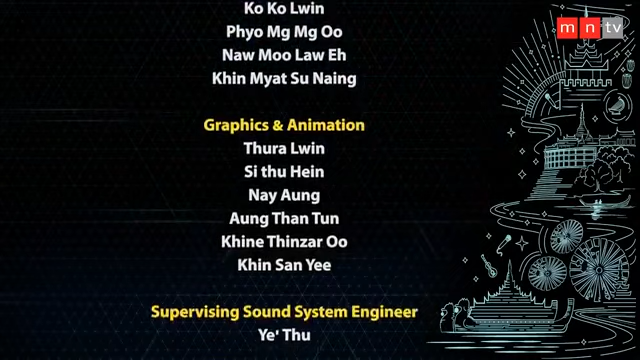 Ko Ko Lwin
mntv
Phyo Mg Mg Oo
Naw Moo Law Eh
Khin Myat Su Naing
Graphics & Animation
Thura Lwin
Si thu Hein
Nay Aung
Aung Than Tun
Khine Thinzar Oo
Khin San Yee
Supervising Sound System Engineer
Ye' Thu